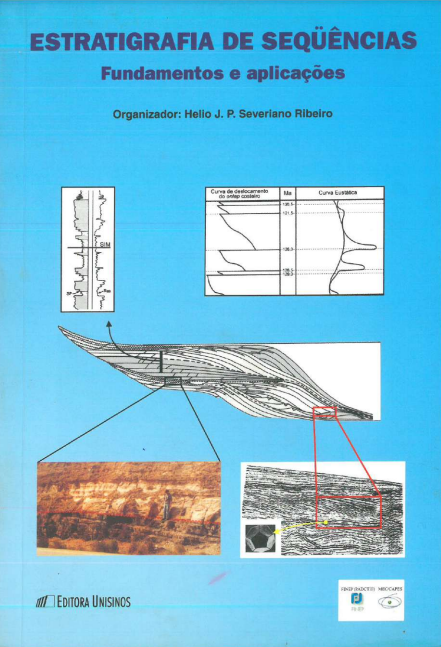 ESTRATIGRAFIA DE SEQÜÊNCIAS
Fundamentos e aplicações
Organizador: Helio J. P. Severiano Ribeiro
Curva de deslocamento
do onlap costeiro
Ma
Curva Eustática
SIM
EDITORA UNISINOS